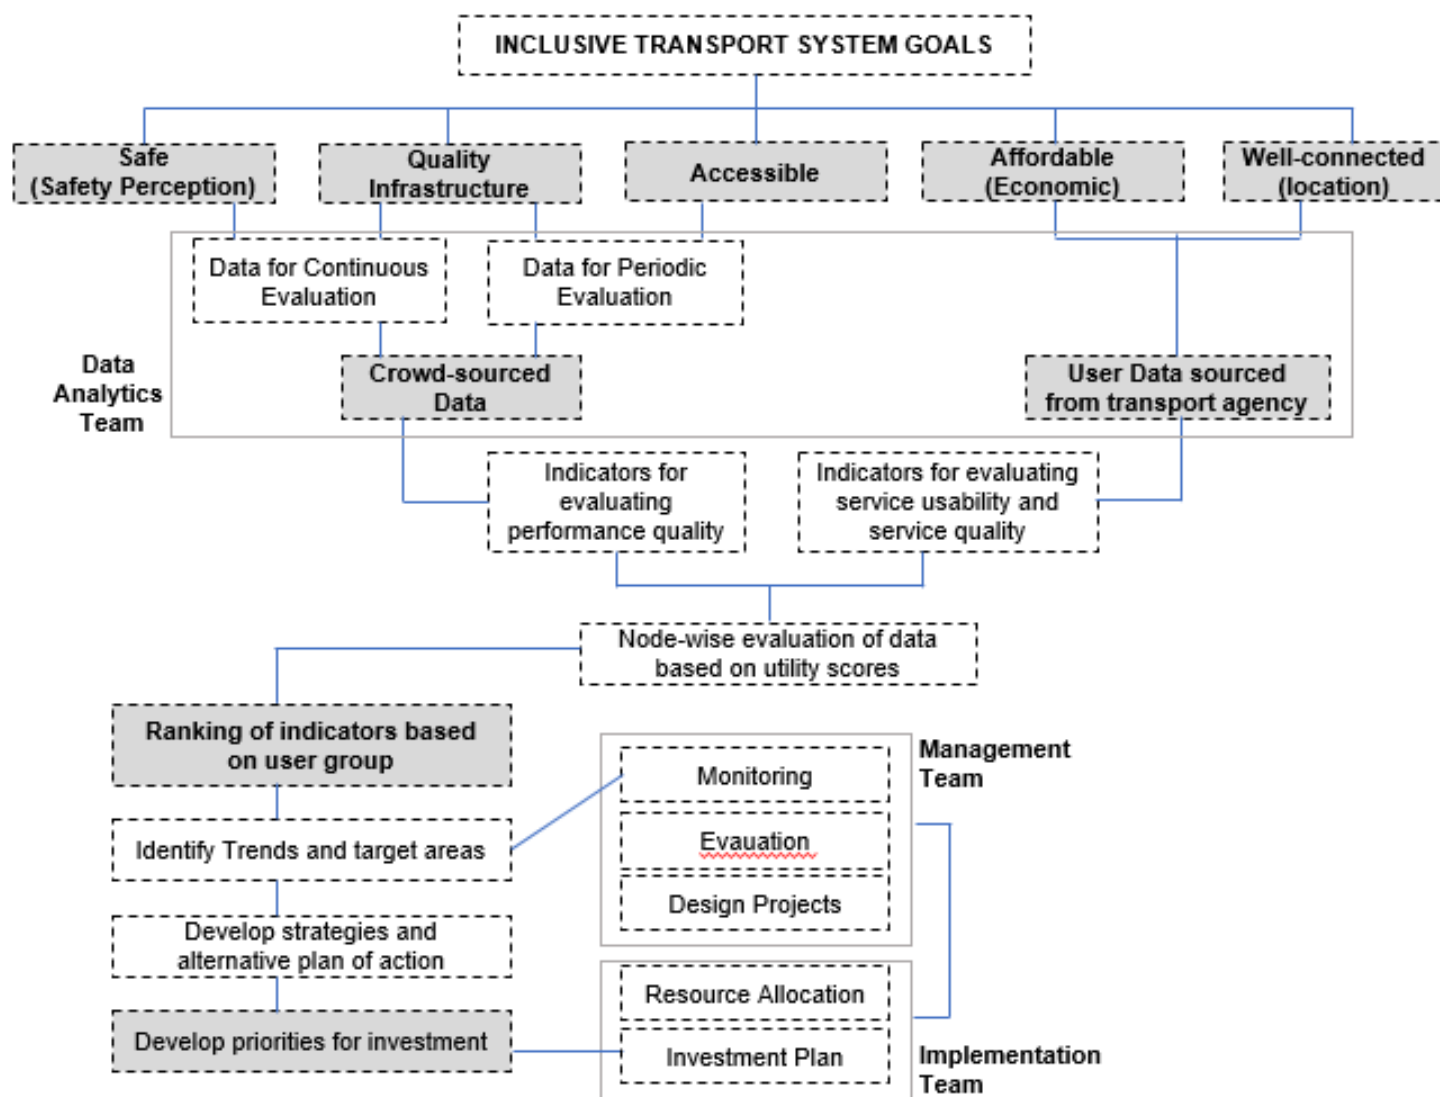 INCLUSIVE TRANSPORT SYSTEM GOALS
Safe
(Safety Perception)
Quality
Infrastructure
Accessible
Affordable
(Economic)
Well-connected
(location)
Data for Continuous
Evaluation
Data for Periodic
Evaluation
Data
Analytics
Team
Crowd-sourced
Data
User Data sourced
from transport agency
Indicators for
evaluating
performance quality
Indicators for evaluating
service usability and
service quality
Node-wise evaluation of data
based on utility scores
Ranking of indicators based
on user group
Identify Trends and target areas
Develop strategies and
alternative plan of action
Develop priorities for investment
Monitoring
Evauation
Design Projects
Management
Team
Resource Allocation
Investment Plan
Implementation
Team